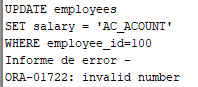 UPDATE employees
SET salary = 'AC_ACOUNT'
WHERE employee_id=100
Informe de error -
ORA-01722: invalid number